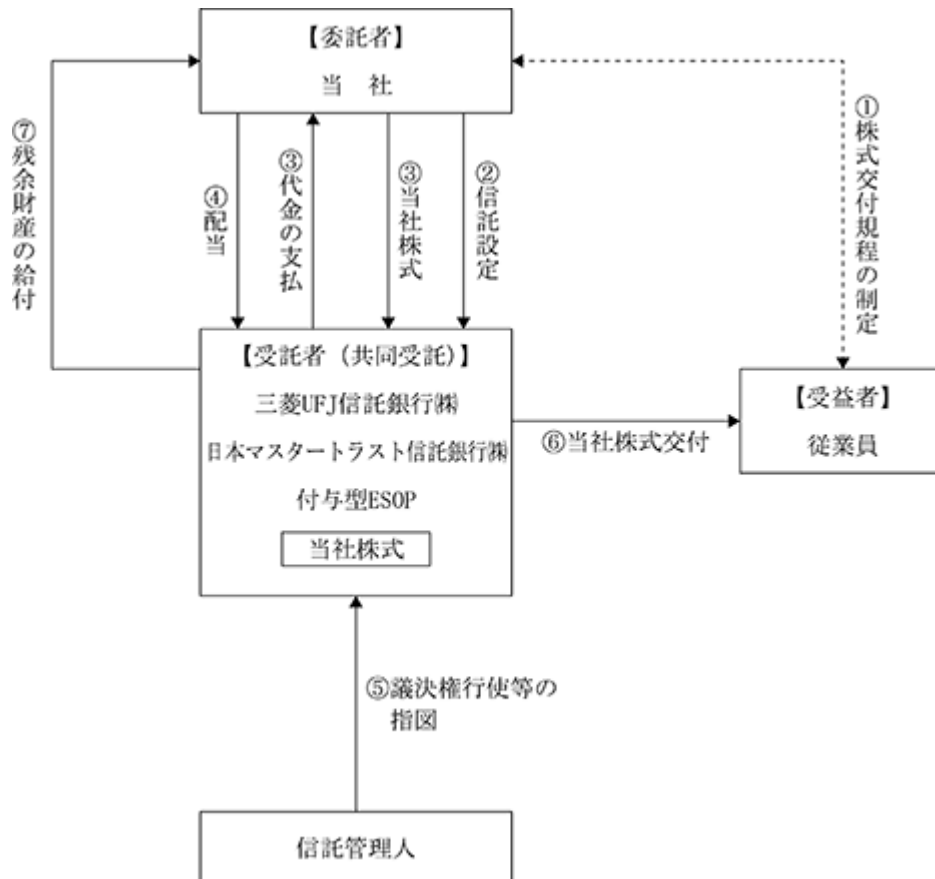 【委託者】
当 社
①株式交付規程の制定
⑦残余財産の給付
④配当
③代金の支払
③当社株式
②信託設定
【受託者(共同受託)】
三菱UFJ信託銀行㈱
日本マスタートラスト信託銀行㈱
付与型ESOP
当社株式
⑥当社株式交付
【受益者】
従業員
⑤議決権行使等の
指図
信託管理人